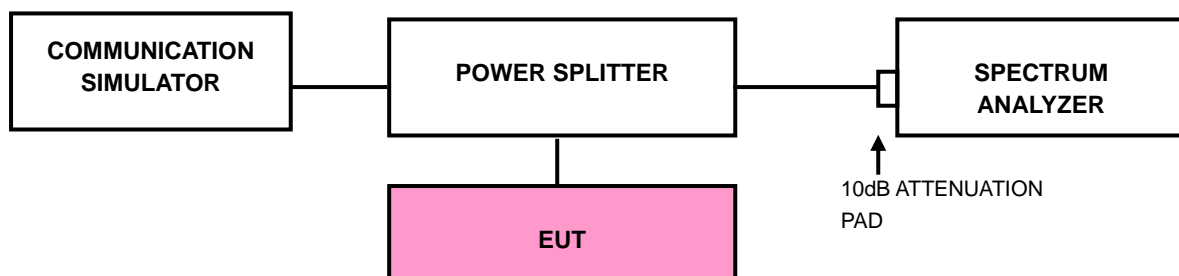 COMMUNICATION
SIMULATOR
POWER SPLITTER
SPECTRUM
ANALYZER
10dB ATTENUATION
PAD
EUT